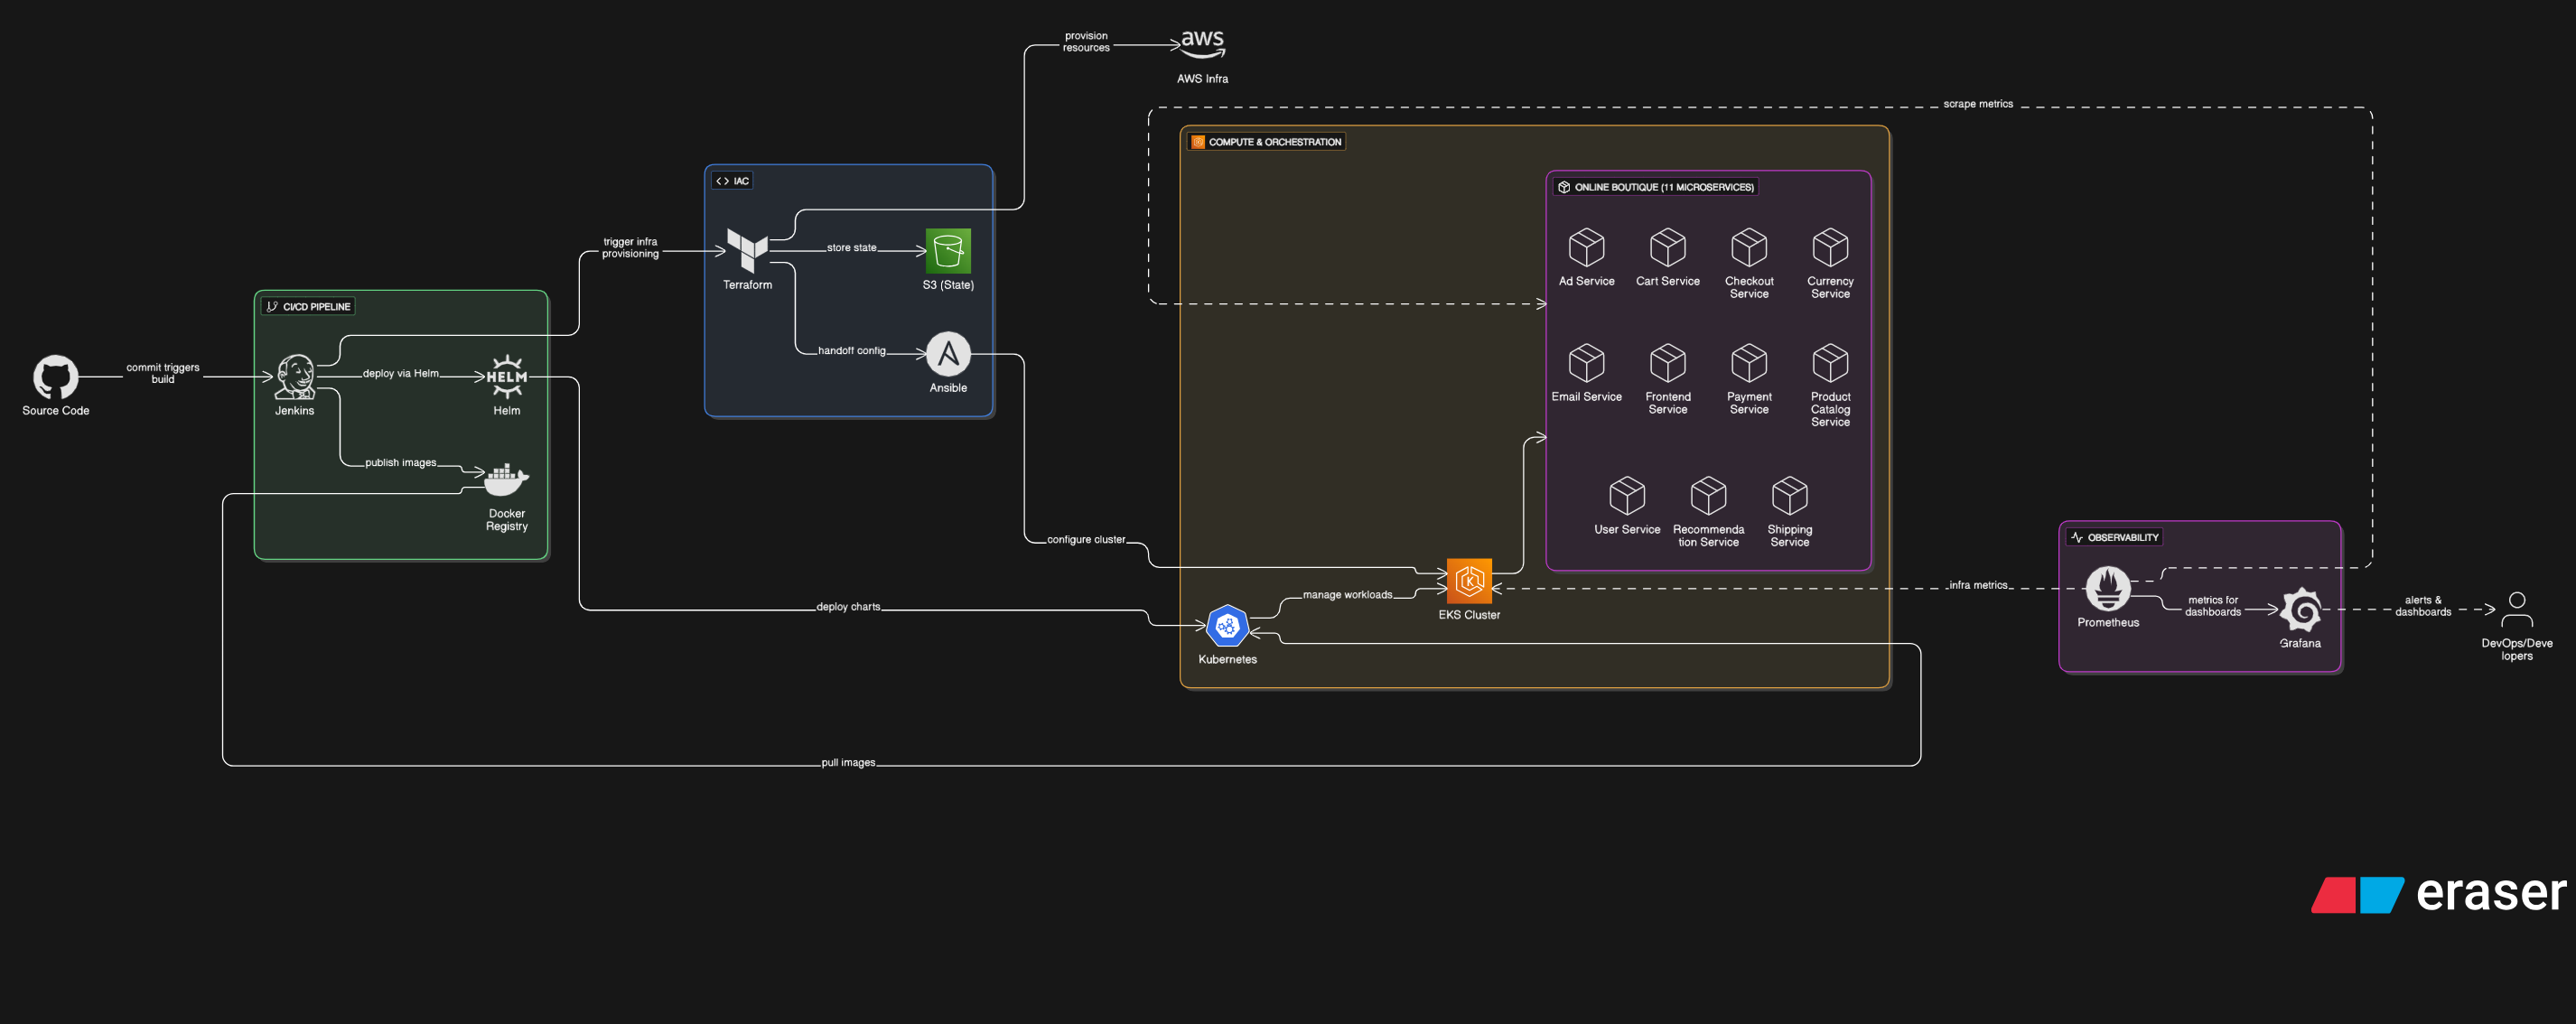 provision
resources
aws
AWS Infra
scrape metrics
COMPUTE & ORCHESTRATION
IAC
ONLINE BOUTIQUE (11 MICROSERVICES)
trigger infra
provisioning
store state
Terraform
S3 (State)
Ad Service
Cart Service
Checkout
Service
Currency
Service
CI/CD PIPELINE
handoff config
Ansible
commit triggers
build
deploy via Helm
HELM
Source Code
Jenkins
Helm
Email Service
Frontend
Service
Payment
Service
Product
Catalog
Service
publish images
Docker
Registry
User Service
Recommenda
tion Service
Shipping
Service
configure cluster
OBSERVABILITY
K
EKS Cluster
manage workloads
infra metrics
deploy charts
Kubernetes
Prometheus
metrics for
dashboards
Grafana
alerts &
dashboards
DevOps/Deve
lopers
pull images
eraser